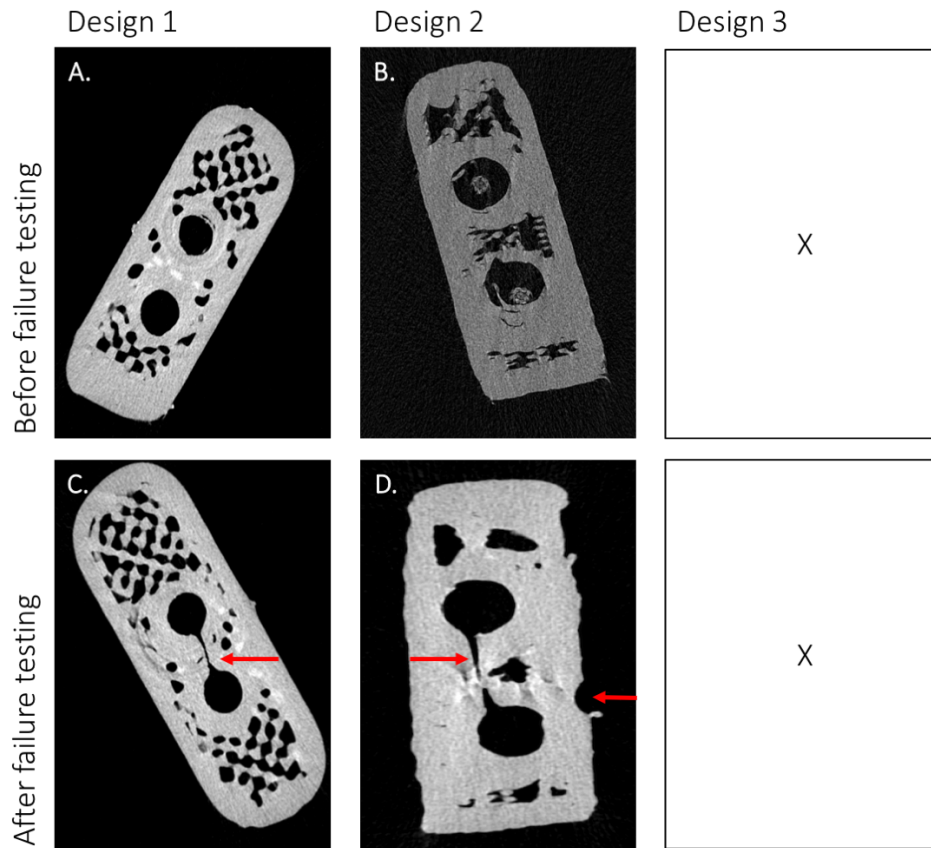 Design 1
Design 2
Design 3
Before failure testing
A.
B.
X
After failure testing
C.
D.
X